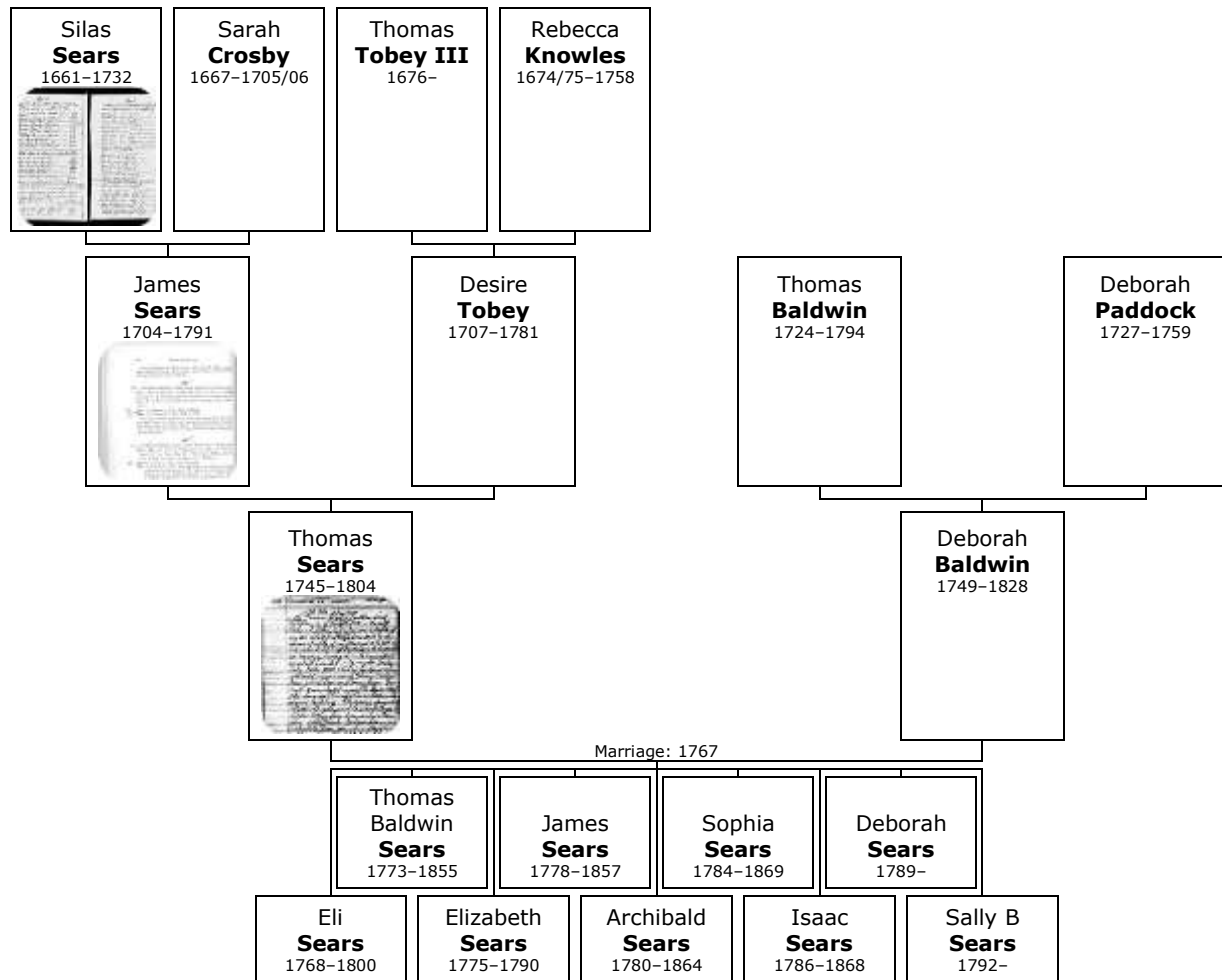 Silas
Sears
1661–1732
Sarah
Crosby
1667–1705/06
Thomas
Tobey III
1676–
Rebecca
Knowles
1674/75–1758
James
Sears
1704–1791
Desire
Tobey
1707–1781
Thomas
Baldwin
1724–1794
Deborah
Paddock
1727–1759
Thomas
Sears
1745–1804
Deborah
Baldwin
1749–1828
Marriage: 1767
Thomas
Baldwin
Sears
1773–1855
James
Sears
1778–1857
Sophia
Sears
1784–1869
Deborah
Sears
1789–
Eli
Sears
1768–1800
Elizabeth
Sears
1775–1790
Archibald
Sears
1780–1864
Isaac
Sears
1786–1868
Sally B
Sears
1792–